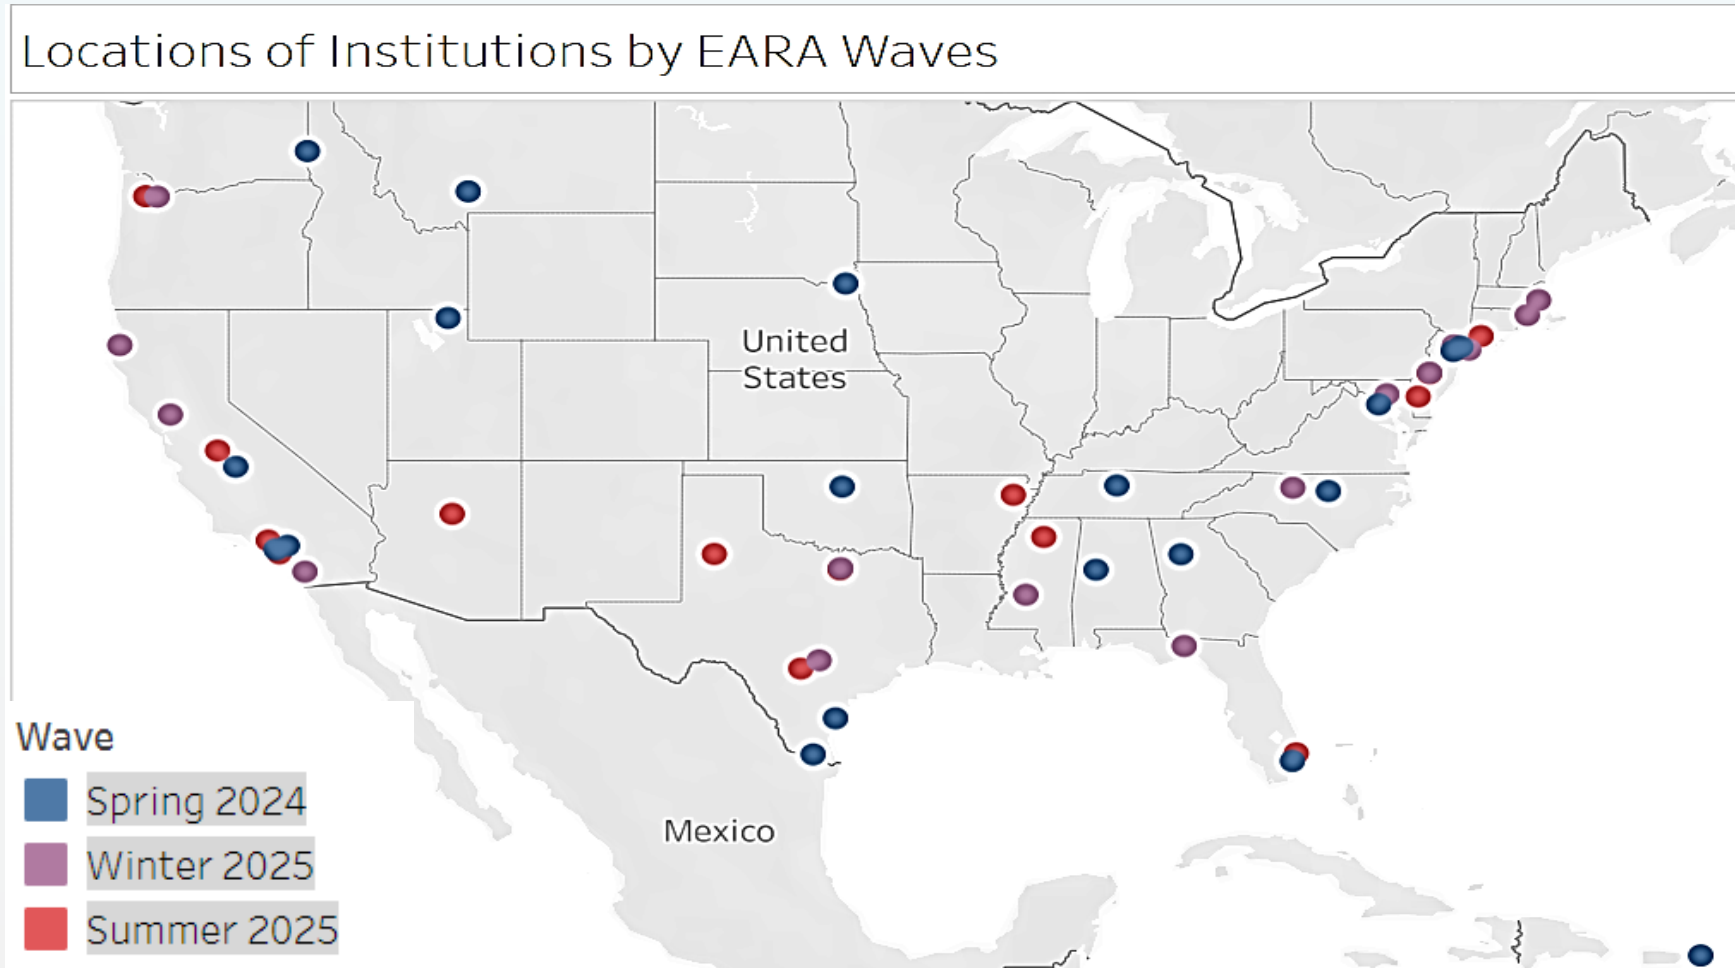 Locations of Institutions by EARA Waves
United
States
Mexico
Wave
Spring 2024
Winter 2025
Summer 2025